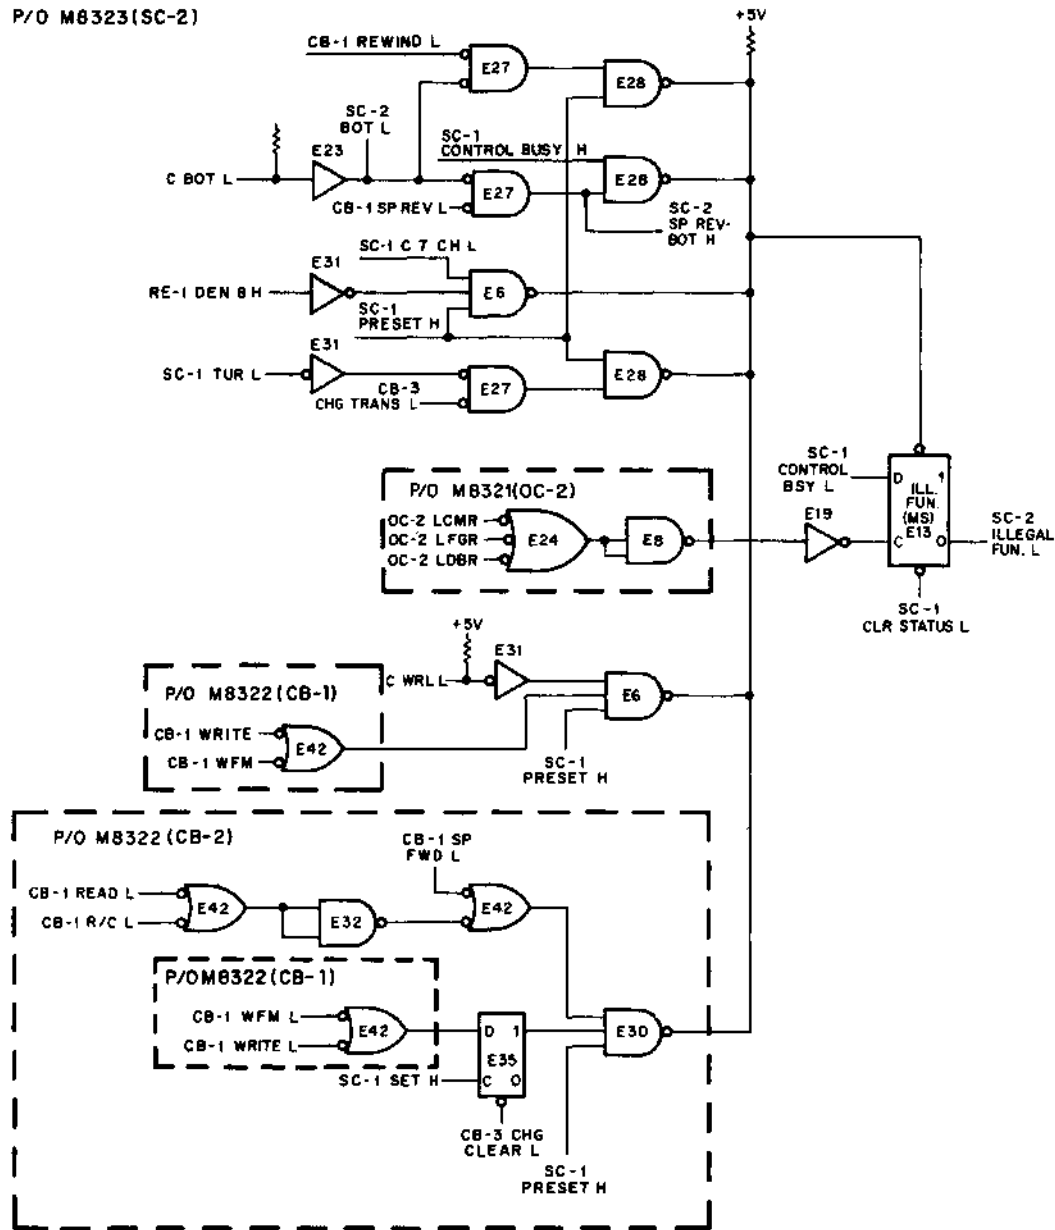 P/O M8323(SC-2)
+5V
CB-1 REWIND L
E27
E28
SC-2
BOT L
SC-1
CONTROL BUSY H
E23
C BOT L
E27
E28
CB-1 SP REV L
SC-2
SP REV-
BOT H
SC-1 C 7 CH L
E31
RE-1 DEN 8 H
E6
SC-1
PRESET H
E31
SC-1 TUR L
E27
E28
CB-3
CHG TRANS L
P/O M8321(OC-2)
OC-2 LCMR
OC-2 LFGR
OC-2 LDBR
E24
E8
E19
SC-1
CONTROL
BSY L
D 1
ILL.
FUN.
(MS)
E13
C 0
SC-2
ILLEGAL
FUN. L
SC-1
CLR STATUS L
+5V
E31
C WRL L
E6
P/O M8322(CB-1)
CB-1 WRITE
CB-1 WFM
E42
SC-1
PRESET H
P/O M8322(CB-2)
CB-1 SP
FWD L
CB-1 READ L
CB-1 R/C L
E42
E32
E42
P/O M8322(CB-1)
CB-1 WFM L
CB-1 WRITE L
E42
D 1
E35
C 0
E30
SC-1 SET H
CB-3 CHG
CLEAR L
SC-1
PRESET H